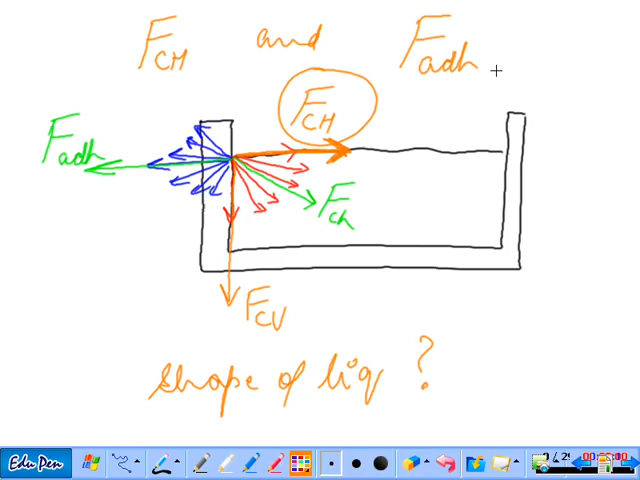 F_CH and F_adh
F_CH
F_adh
F_ch
F_CV
shape of liq ?
Edu Pen